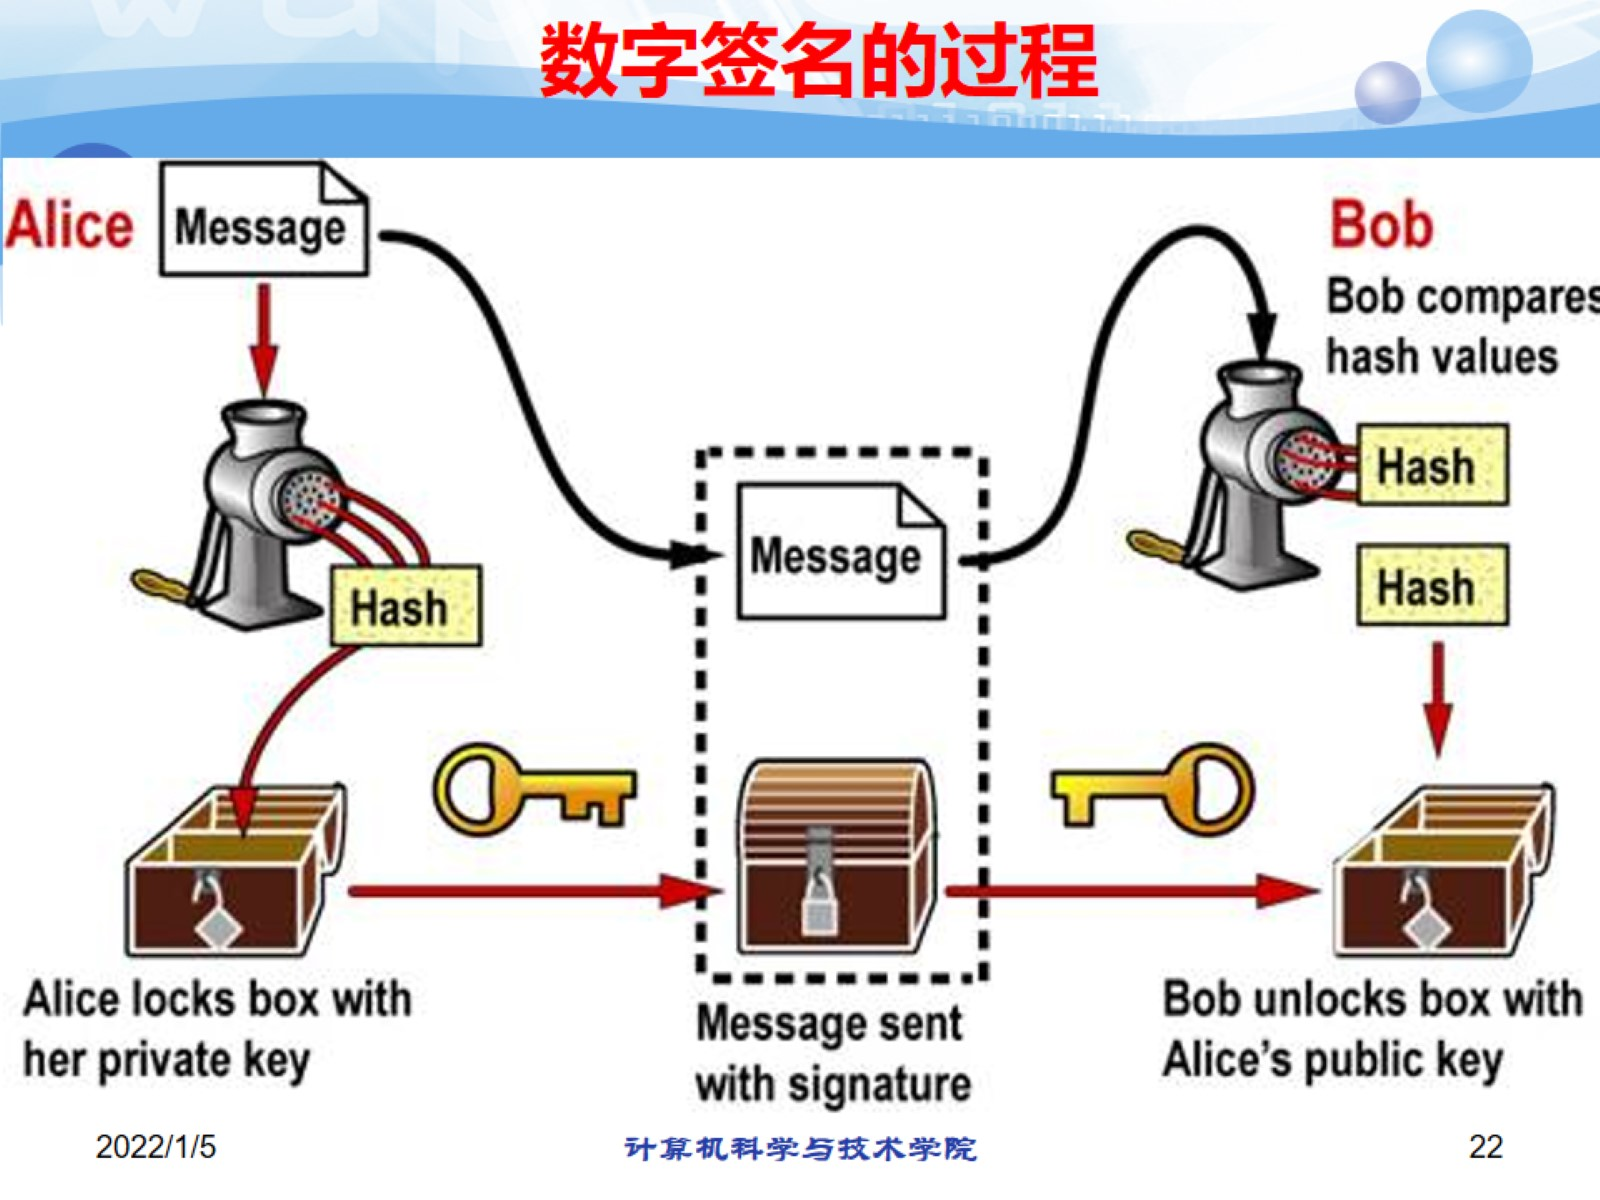 数字签名的过程
Alice
Message
Bob
Bob compares
hash values
Hash
Message
Hash
Hash
Alice locks box with
her private key
Message sent
with signature
Bob unlocks box with
Alice's public key
2022/1/5
计算机科学与技术学院
22